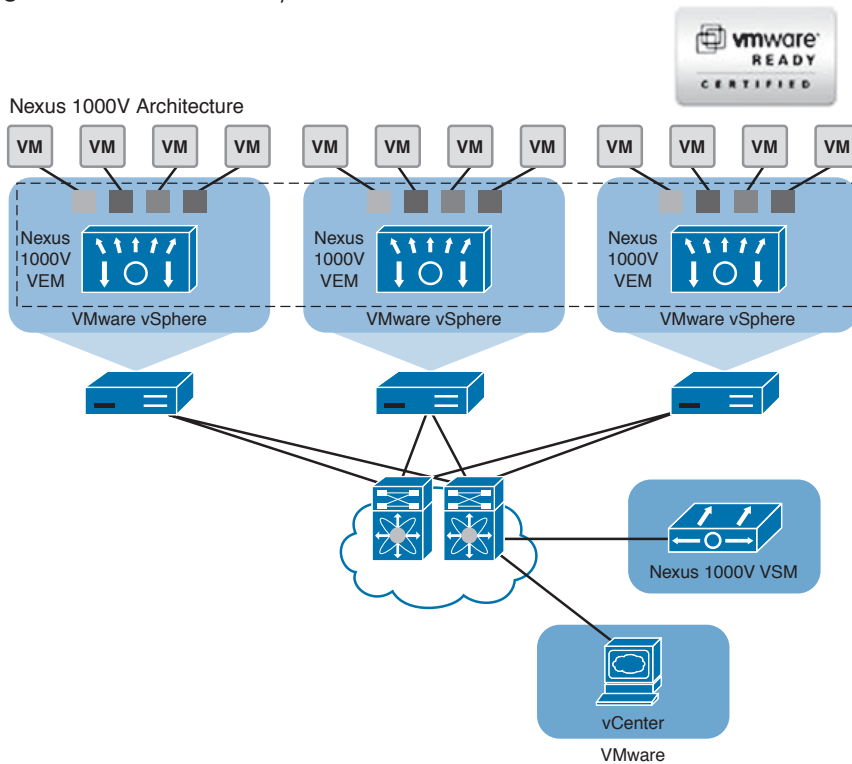 vmware
READY
CERTIFIED
Nexus 1000V Architecture
VM VM VM VM VM VM VM VM VM VM VM VM
Nexus
1000V
VEM
VMware vSphere
Nexus
1000V
VEM
VMware vSphere
Nexus
1000V
VEM
VMware vSphere
Nexus 1000V VSM
vCenter
VMware